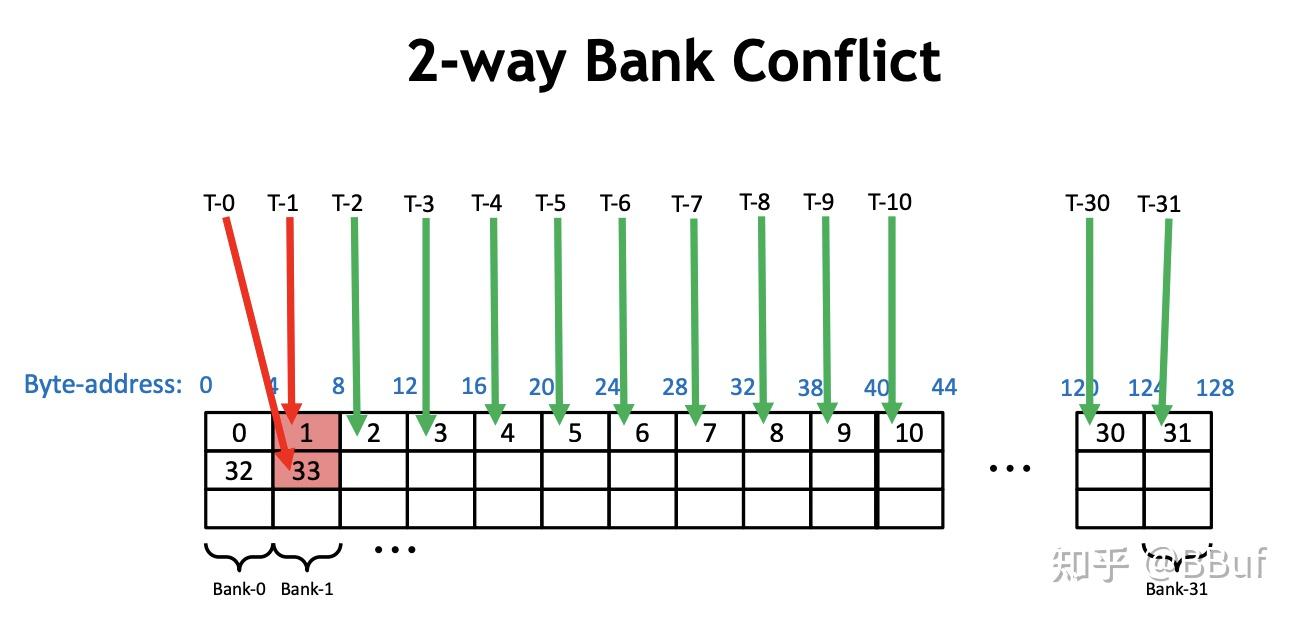 2-way Bank Conflict
T-0 T-1 T-2 T-3 T-4 T-5 T-6 T-7 T-8 T-9 T-10 T-30 T-31
Byte-address: 0 4 8 12 16 20 24 28 32 38 40 44 120 124 128
0 1 2 3 4 5 6 7 8 9 10 30 31
32 33 ...
...
Bank-0 Bank-1 Bank-31
知乎 @BBuf